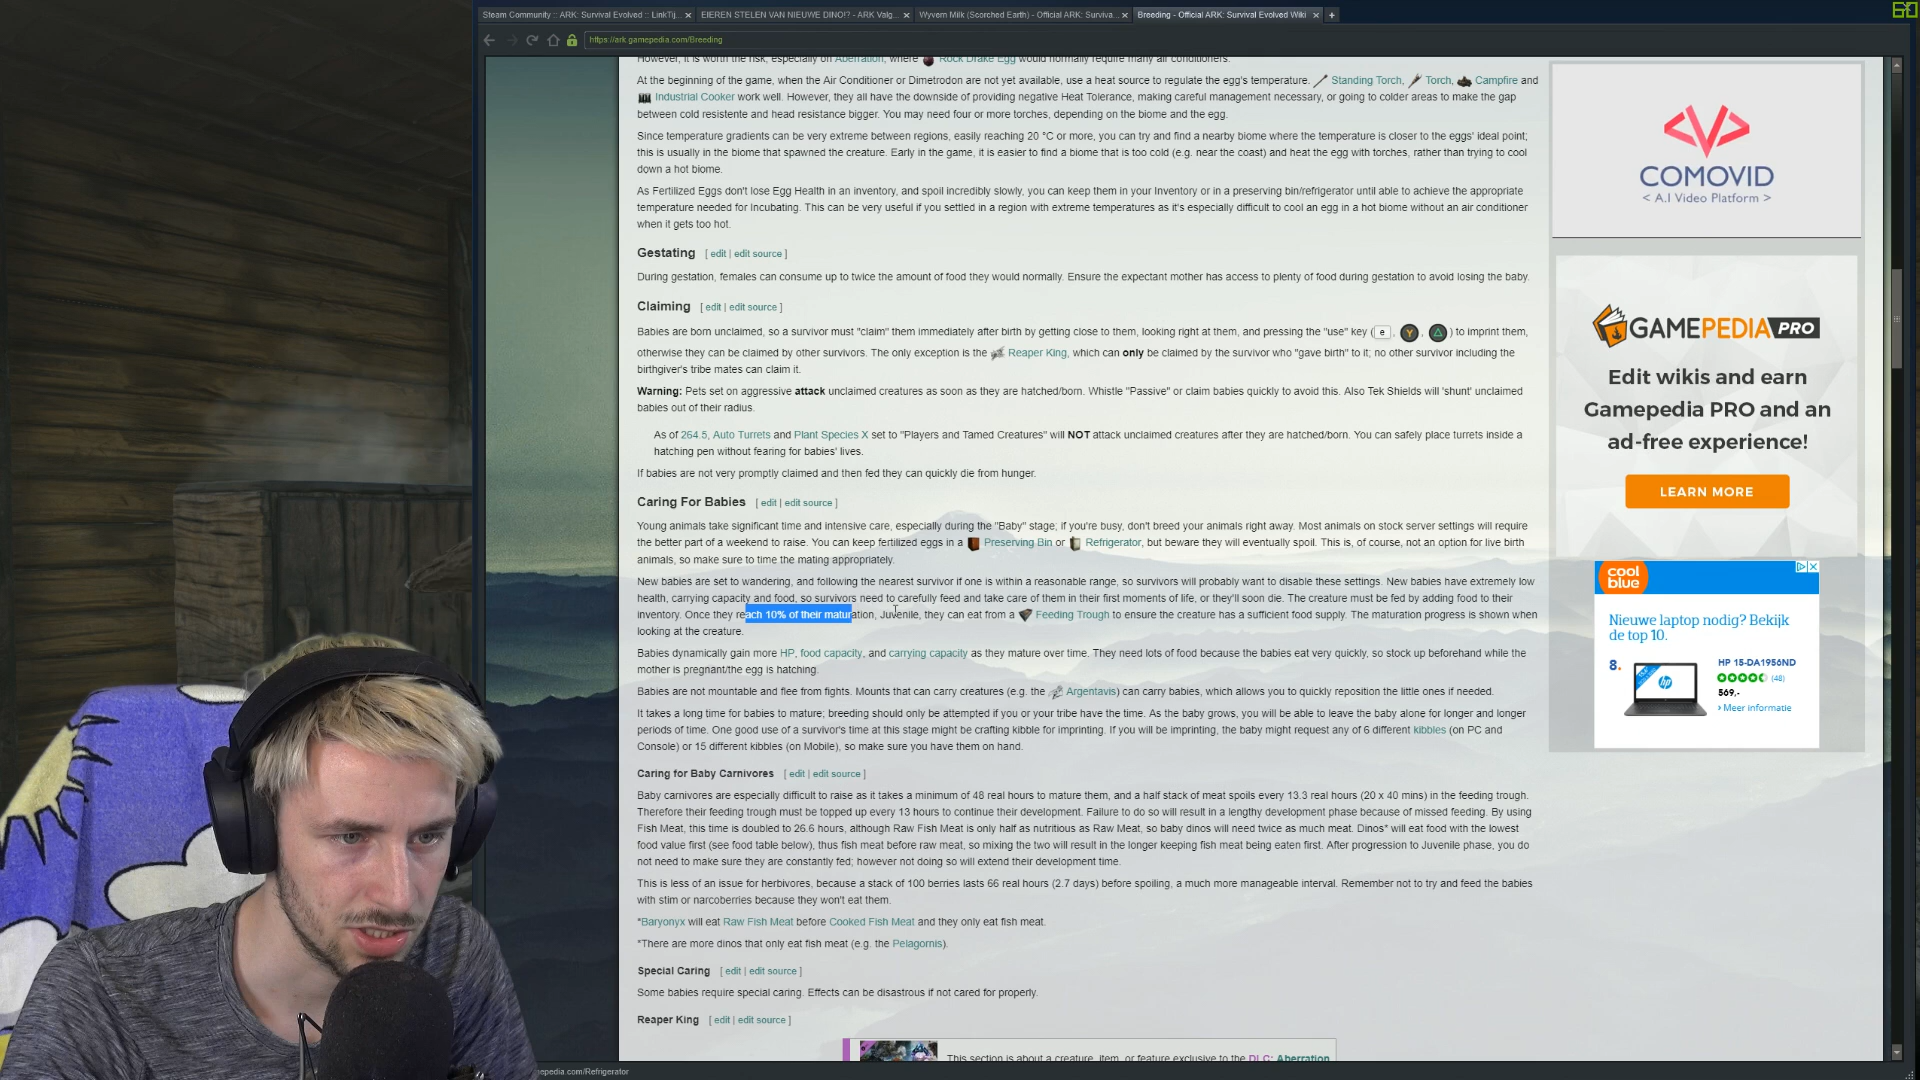 Steam Community :: ARK: Survival Evolved :: LinkTij...
EIEREN STELEN VAN NIEUWE DINO!? - ARK Valg...
Wyvern Milk (Scorched Earth) - Official ARK: Surviva...
Breeding - Official ARK: Survival Evolved Wiki
https://ark.gamepedia.com/Breeding
60
However, it is worth the risk, especially on Aberration, where Rock Drake Egg would normally require many air conditioners.
At the beginning of the game, when the Air Conditioner or Dimetrodon are not yet available, use a heat source to regulate the egg's temperature. Standing Torch, Torch, Campfire and
Industrial Cooker work well. However, they all have the downside of providing negative Heat Tolerance, making careful management necessary, or going to colder areas to make the gap
between cold resistente and head resistance bigger. You may need four or more torches, depending on the biome and the egg.
Since temperature gradients can be very extreme between regions, easily reaching 20 °C or more, you can try and find a nearby biome where the temperature is closer to the eggs' ideal point;
this is usually in the biome that spawned the creature. Early in the game, it is easier to find a biome that is too cold (e.g. near the coast) and heat the egg with torches, rather than trying to cool
down a hot biome.
As Fertilized Eggs don't lose Egg Health in an inventory, and spoil incredibly slowly, you can keep them in your Inventory or in a preserving bin/refrigerator until able to achieve the appropriate
temperature needed for Incubating. This can be very useful if you settled in a region with extreme temperatures as it's especially difficult to cool an egg in a hot biome without an air conditioner
when it gets too hot.
Gestating [ edit | edit source ]
During gestation, females can consume up to twice the amount of food they would normally. Ensure the expectant mother has access to plenty of food during gestation to avoid losing the baby.
Claiming [ edit | edit source ]
Babies are born unclaimed, so a survivor must "claim" them immediately after birth by getting close to them, looking right at them, and pressing the "use" key ( e , Y , △ ) to imprint them,
otherwise they can be claimed by other survivors. The only exception is the Reaper King, which can only be claimed by the survivor who "gave birth" to it; no other survivor including the
birthgiver's tribe mates can claim it.
Warning: Pets set on aggressive attack unclaimed creatures as soon as they are hatched/born. Whistle "Passive" or claim babies quickly to avoid this. Also Tek Shields will 'shunt' unclaimed
babies out of their radius.
As of 264.5, Auto Turrets and Plant Species X set to "Players and Tamed Creatures" will NOT attack unclaimed creatures after they are hatched/born. You can safely place turrets inside a
hatching pen without fearing for babies' lives.
If babies are not very promptly claimed and then fed they can quickly die from hunger.
Caring For Babies [ edit | edit source ]
Young animals take significant time and intensive care, especially during the "Baby" stage; if you're busy, don't breed your animals right away. Most animals on stock server settings will require
the better part of a weekend to raise. You can keep fertilized eggs in a Preserving Bin or Refrigerator, but beware they will eventually spoil. This is, of course, not an option for live birth
animals, so make sure to time the mating appropriately.
New babies are set to wandering, and following the nearest survivor if one is within a reasonable range, so survivors will probably want to disable these settings. New babies have extremely low
health, carrying capacity and food, so survivors need to carefully feed and take care of them in their first moments of life, or they'll soon die. The creature must be fed by adding food to their
inventory. Once they reach 10% of their maturation, Juvenile, they can eat from a Feeding Trough to ensure the creature has a sufficient food supply. The maturation progress is shown when
looking at the creature.
Babies dynamically gain more HP, food capacity, and carrying capacity as they mature over time. They need lots of food because the babies eat very quickly, so stock up beforehand while the
mother is pregnant/the egg is hatching.
Babies are not mountable and flee from fights. Mounts that can carry creatures (e.g. the Argentavis) can carry babies, which allows you to quickly reposition the little ones if needed.
It takes a long time for babies to mature; breeding should only be attempted if you or your tribe have the time. As the baby grows, you will be able to leave the baby alone for longer and longer
periods of time. One good use of a survivor's time at this stage might be crafting kibble for imprinting. If you will be imprinting, the baby might request any of 6 different kibbles (on PC and
Console) or 15 different kibbles (on Mobile), so make sure you have them on hand.
Caring for Baby Carnivores [ edit | edit source ]
Baby carnivores are especially difficult to raise as it takes a minimum of 48 real hours to mature them, and a half stack of meat spoils every 13.3 real hours (20 x 40 mins) in the feeding trough.
Therefore their feeding trough must be topped up every 13 hours to continue their development. Failure to do so will result in a lengthy development phase because of missed feeding. By using
Fish Meat, this time is doubled to 26.6 hours, although Raw Fish Meat is only half as nutritious as Raw Meat, so baby dinos will need twice as much meat. Dinos* will eat food with the lowest
food value first (see food table below), thus fish meat before raw meat, so mixing the two will result in the longer keeping fish meat being eaten first. After progression to Juvenile phase, you do
not need to make sure they are constantly fed; however not doing so will extend their development time.
This is less of an issue for herbivores, because a stack of 100 berries lasts 66 real hours (2.7 days) before spoiling, a much more manageable interval. Remember not to try and feed the babies
with stim or narcoberries because they won't eat them.
*Baryonyx will eat Raw Fish Meat before Cooked Fish Meat and they only eat fish meat.
*There are more dinos that only eat fish meat (e.g. the Pelagornis).
Special Caring [ edit | edit source ]
Some babies require special caring. Effects can be disastrous if not cared for properly.
Reaper King [ edit | edit source ]
This section is about a creature, item, or feature exclusive to the DLC: Aberration
epedia.com/Refrigerator
COMOVID
< A.I Video Platform >
GAMEPEDIA PRO
Edit wikis and earn
Gamepedia PRO and an
ad-free experience!
LEARN MORE
cool
blue
Nieuwe laptop nodig? Bekijk
de top 10.
8.
hp
HP 15-DA1956ND
(48)
569,-
› Meer informatie